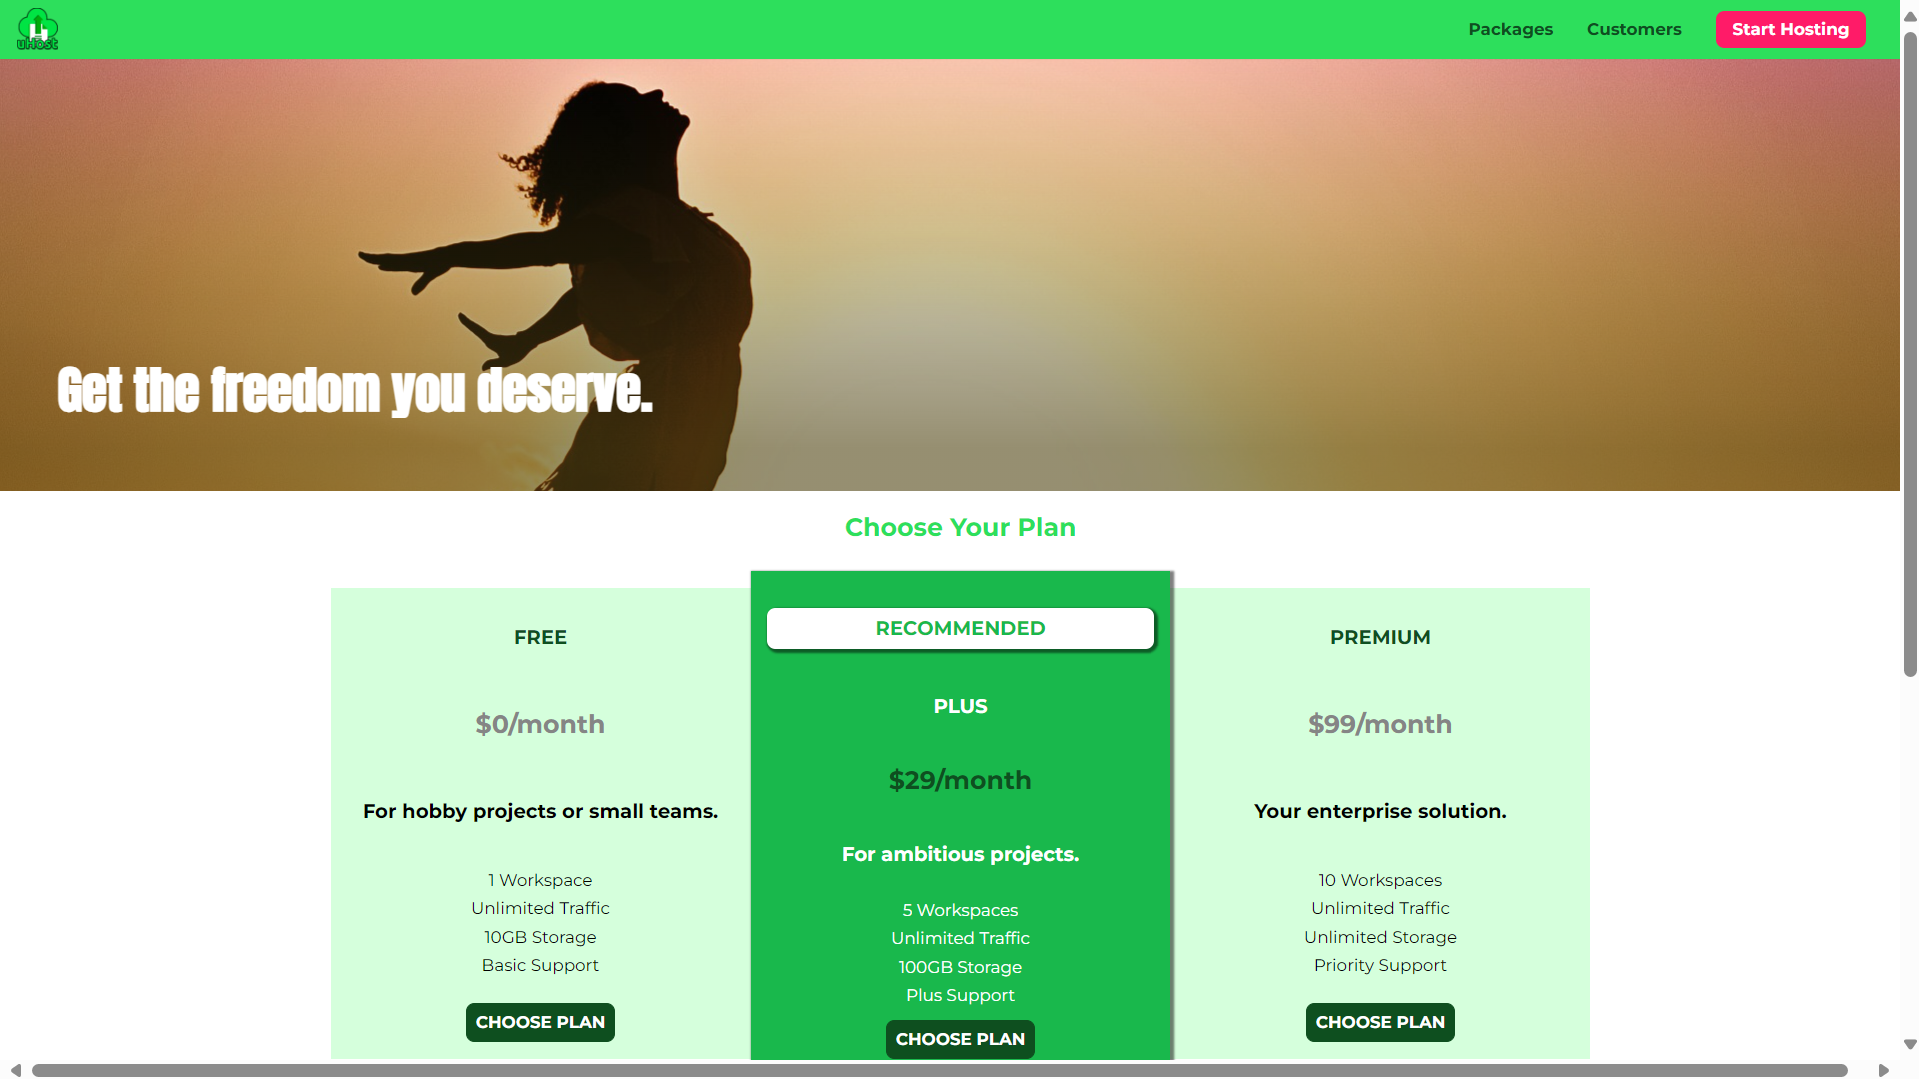 uHost
Packages
Customers
Start Hosting
Get the freedom you deserve.
Choose Your Plan
FREE
$0/month
For hobby projects or small teams.
1 Workspace
Unlimited Traffic
10GB Storage
Basic Support
CHOOSE PLAN
RECOMMENDED
PLUS
$29/month
For ambitious projects.
5 Workspaces
Unlimited Traffic
100GB Storage
Plus Support
CHOOSE PLAN
PREMIUM
$99/month
Your enterprise solution.
10 Workspaces
Unlimited Traffic
Unlimited Storage
Priority Support
CHOOSE PLAN